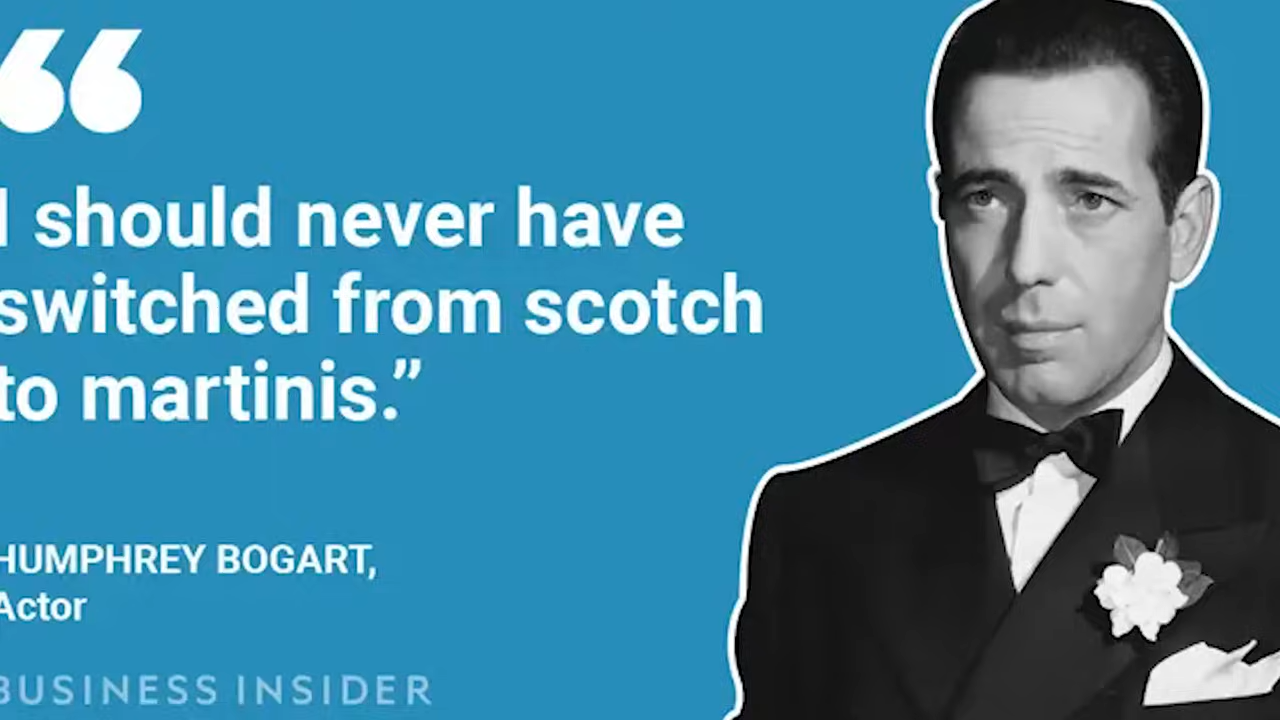 “
I should never have
switched from scotch
to martinis.”
HUMPHREY BOGART,
Actor
BUSINESS INSIDER